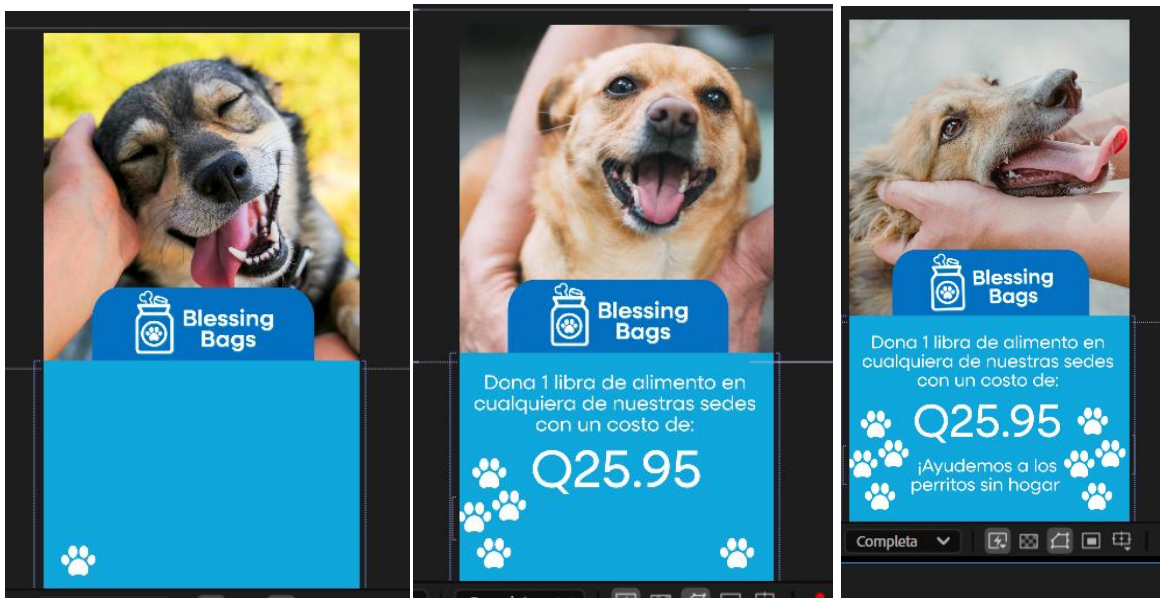 Blessing
Bags
Blessing
Bags
Dona 1 libra de alimento en
cualquiera de nuestras sedes
con un costo de:
Q25.95
Blessing
Bags
Dona 1 libra de alimento en
cualquiera de nuestras sedes
con un costo de:
Q25.95
¡Ayudemos a los
perritos sin hogar
Completa